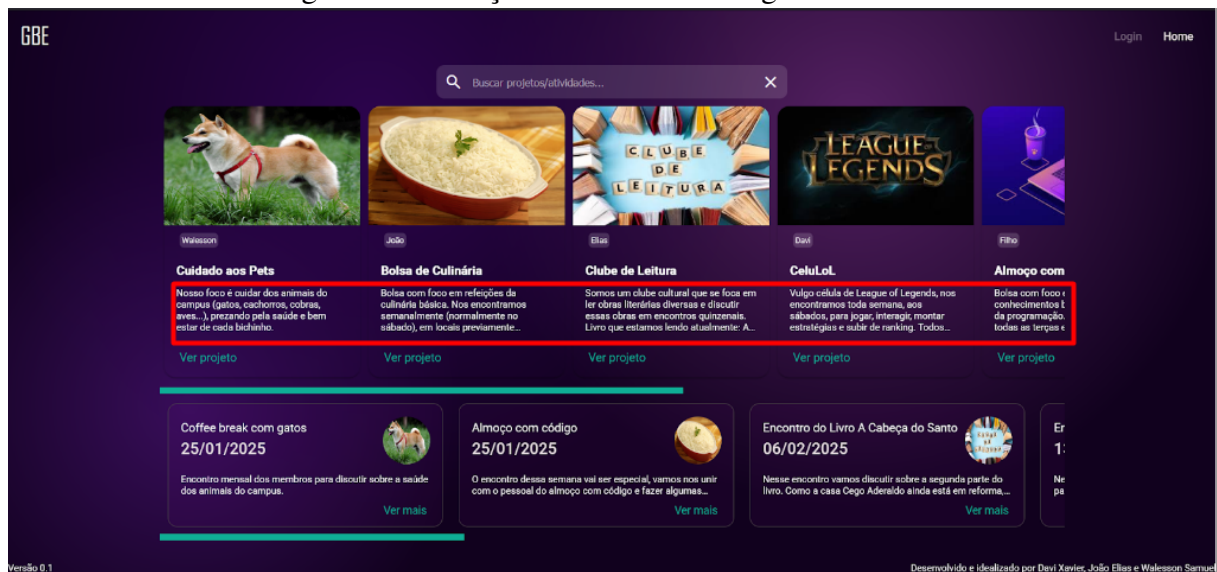 GBE
Login Home
Buscar projetos/atividades...
CLUBE
DE
LEITURA
LEAGUE
LEGENDS
Walesson
João
Elias
Davi
Filho
Cuidado aos Pets
Nosso foco é cuidar dos animais do
campus (gatos, cachorros, cobras,
aves...), prezando pela saúde e bem
estar de cada bichinho.
Ver projeto
Bolsa de Culinária
Bolsa com foco em refeições da
culinária básica. Nos encontramos
semanalmente (normalmente no
sábado), em locais previamente...
Ver projeto
Clube de Leitura
Somos um clube cultural que se foca em
ler obras literárias diversas e discutir
essas obras em encontros quinzenais.
Livro que estamos lendo atualmente: A...
Ver projeto
CeluLoL
Vulgo célula de League of Legends, nos
encontramos toda semana, aos
sábados, para jogar, interagir, montar
estratégias e subir de ranking. Todos...
Ver projeto
Almoço com
Bolsa com foco
conhecimentos
da programação.
todas as terças e
Ver projeto
Coffee break com gatos
25/01/2025
Encontro mensal dos membros para discutir sobre a saúde
dos animais do campus.
Ver mais
Almoço com código
25/01/2025
O encontro dessa semana vai ser especial, vamos nos unir
com o pessoal do almoço com código e fazer algumas...
Ver mais
Encontro do Livro A Cabeça do Santo
06/02/2025
Nesse encontro vamos discutir sobre a segunda parte do
livro. Como a casa Cego Aderaldo ainda está em reforma,...
Ver mais
Versão 0.1
Desenvolvido e idealizado por Davi Xavier, João Elias e Walesson Samuel